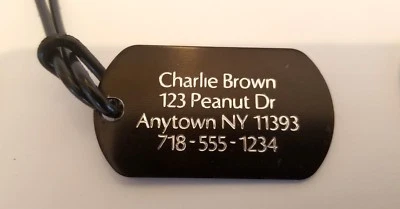 Charlie Brown
123 Peanut Dr
Anytown NY 11393
718-555-1234